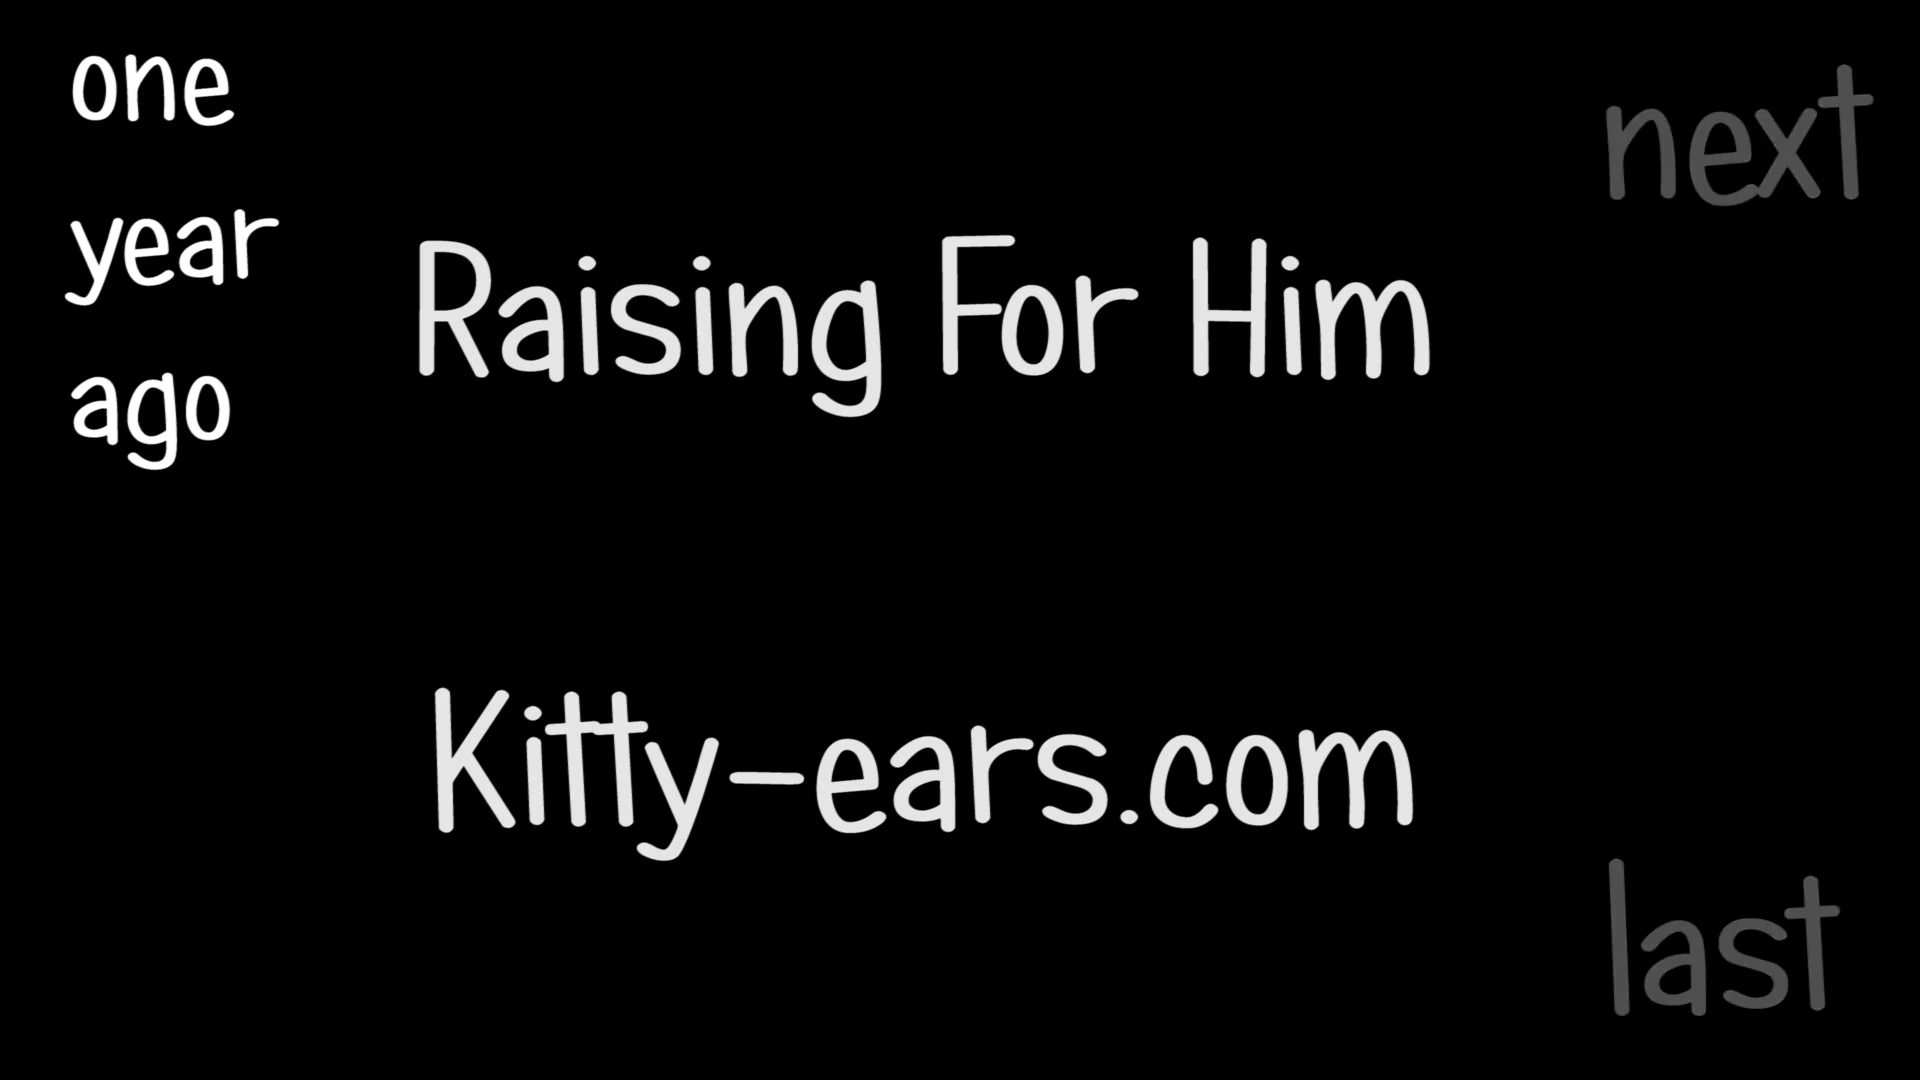 one
year
ago
next
Raising For Him
Kitty-ears.com
last